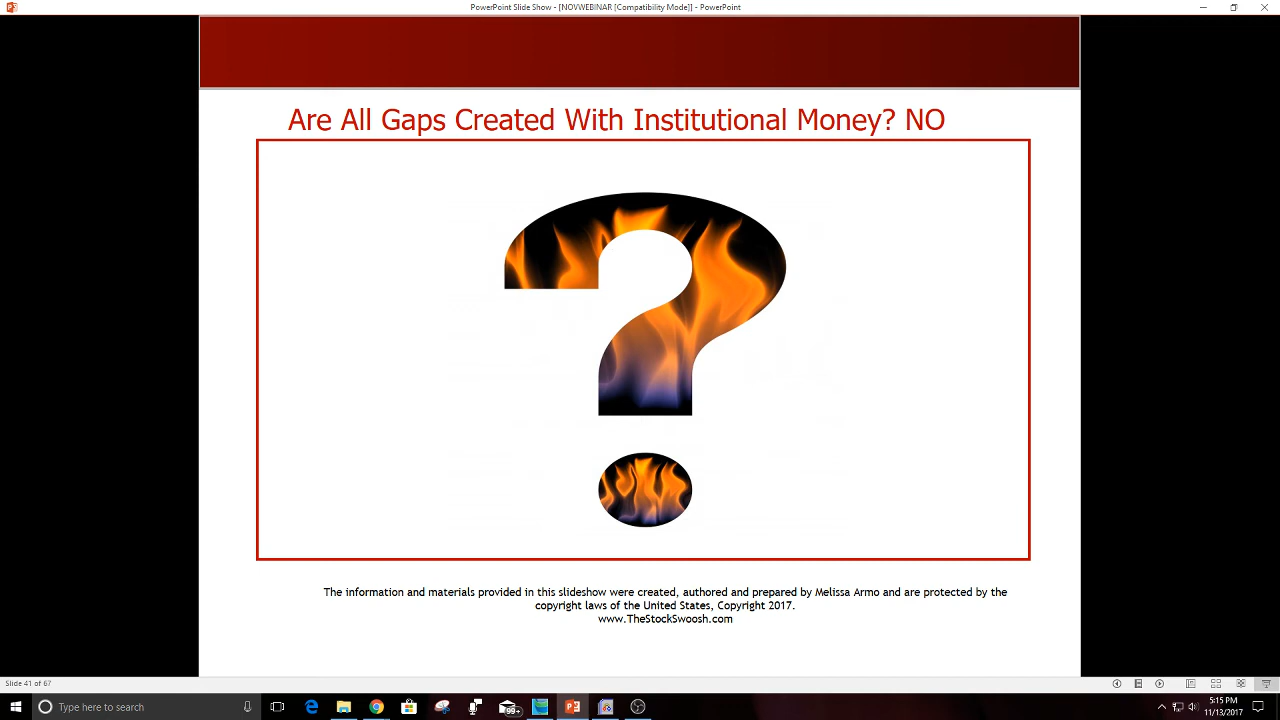 PowerPoint Slide Show - [NOVWEBINAR [Compatibility Mode]] - PowerPoint
Are All Gaps Created With Institutional Money? NO
?
The information and materials provided in this slideshow were created, authored and prepared by Melissa Armo and are protected by the
copyright laws of the United States, Copyright 2017.
www.TheStockSwoosh.com
Slide 41 of 67
Type here to search
99+
5:15 PM
11/13/2017